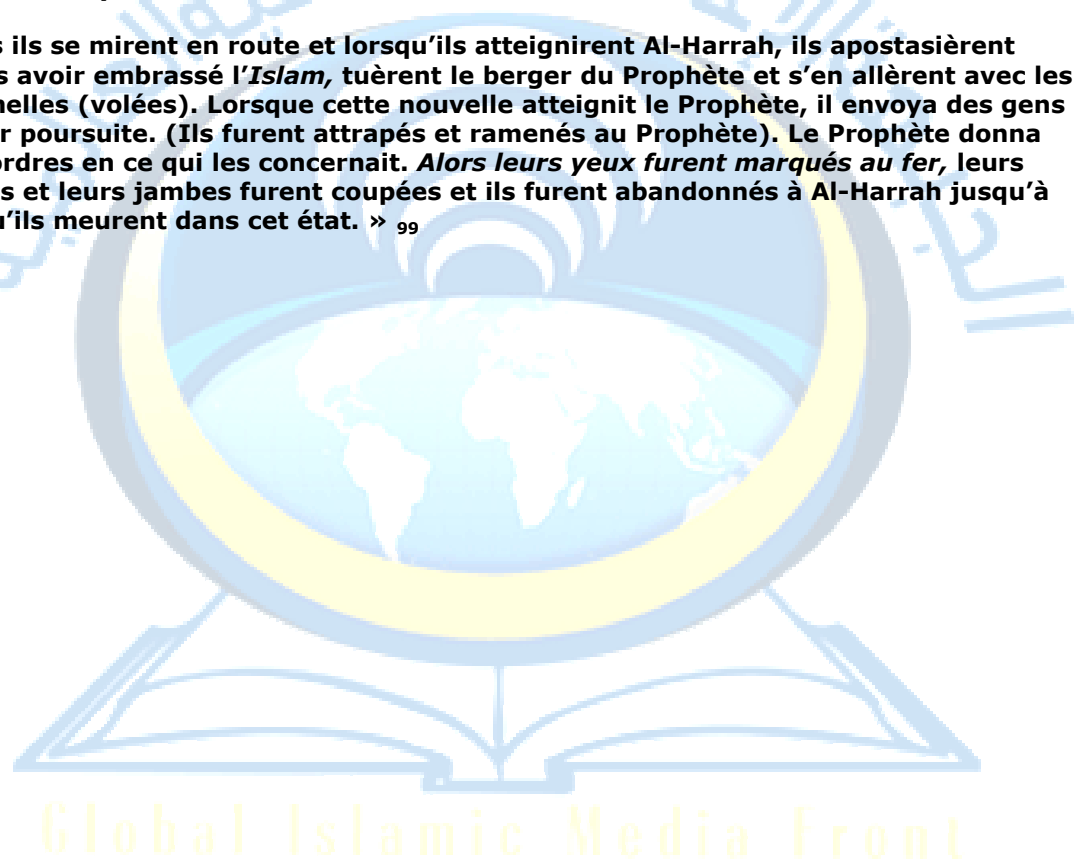 s ils se mirent en route et lorsqu’ils atteignirent Al-Harrah, ils apostasièrent
s avoir embrassé l’Islam, tuèrent le berger du Prophète et s’en allèrent avec les
nelles (volées). Lorsque cette nouvelle atteignit le Prophète, il envoya des gens
r poursuite. (Ils furent attrapés et ramenés au Prophète). Le Prophète donna
ordres en ce qui les concernait. Alors leurs yeux furent marqués au fer, leurs
s et leurs jambes furent coupées et ils furent abandonnés à Al-Harrah jusqu’à
u’ils meurent dans cet état. » 99
Global Islamic Media Front